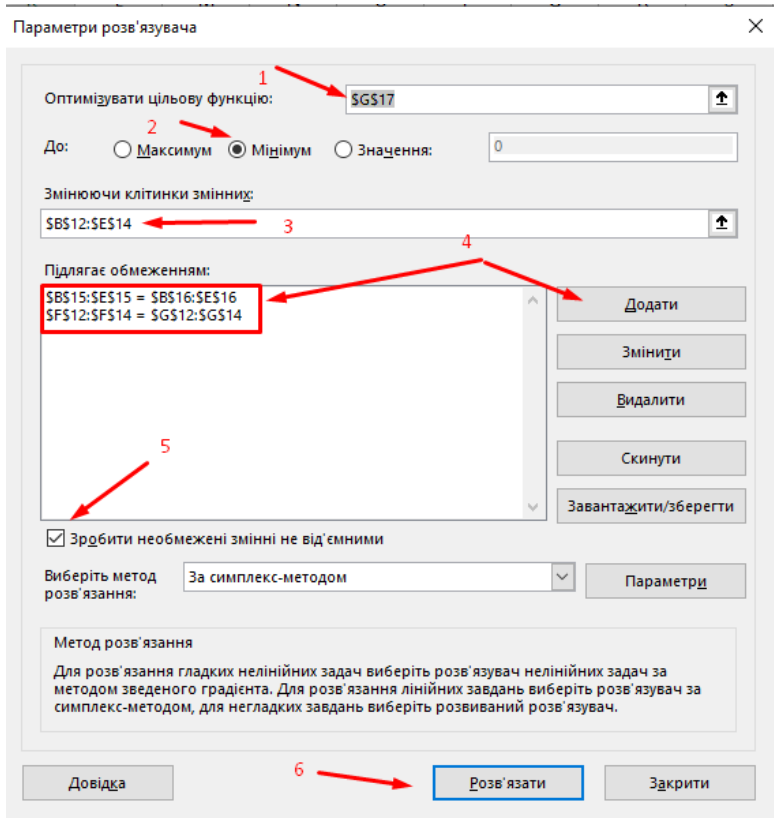 Параметри розв'язувача
1
Оптимізувати цільову функцію: $G$17
2
До: Максимум Мінімум Значення: 0
Змінюючи клітинки змінних:
$B$12:$E$14
3
4
Підлягає обмеженням:
$B$15:$E$15 = $B$16:$E$16
$F$12:$F$14 = $G$12:$G$14
Додати
Змінити
Видалити
Скинути
Завантажити/зберегти
5
Зробити необмежені змінні не від'ємними
Виберіть метод розв'язання:
За симплекс-методом
Параметри
Метод розв'язання
Для розв'язання гладких нелінійних задач виберіть розв'язувач нелінійних задач за
методом зведеного градієнта. Для розв'язання лінійних завдань виберіть розв'язувач за
симплекс-методом, для негладких завдань виберіть розвиваний розв'язувач.
6
Довідка Розв'язати Закрити